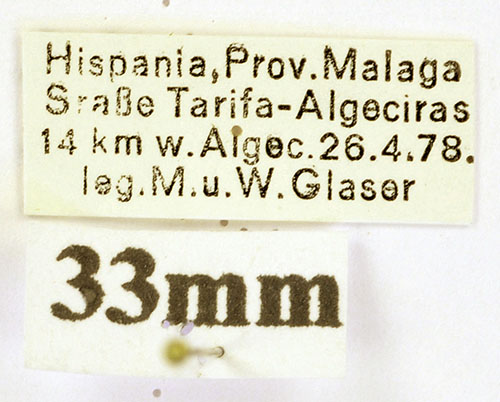 Hispania, Prov. Malaga
Sraße Tarifa-Algeciras
14 km w. Algec. 26.4.78.
leg. M. u. W. Glaser
33mm